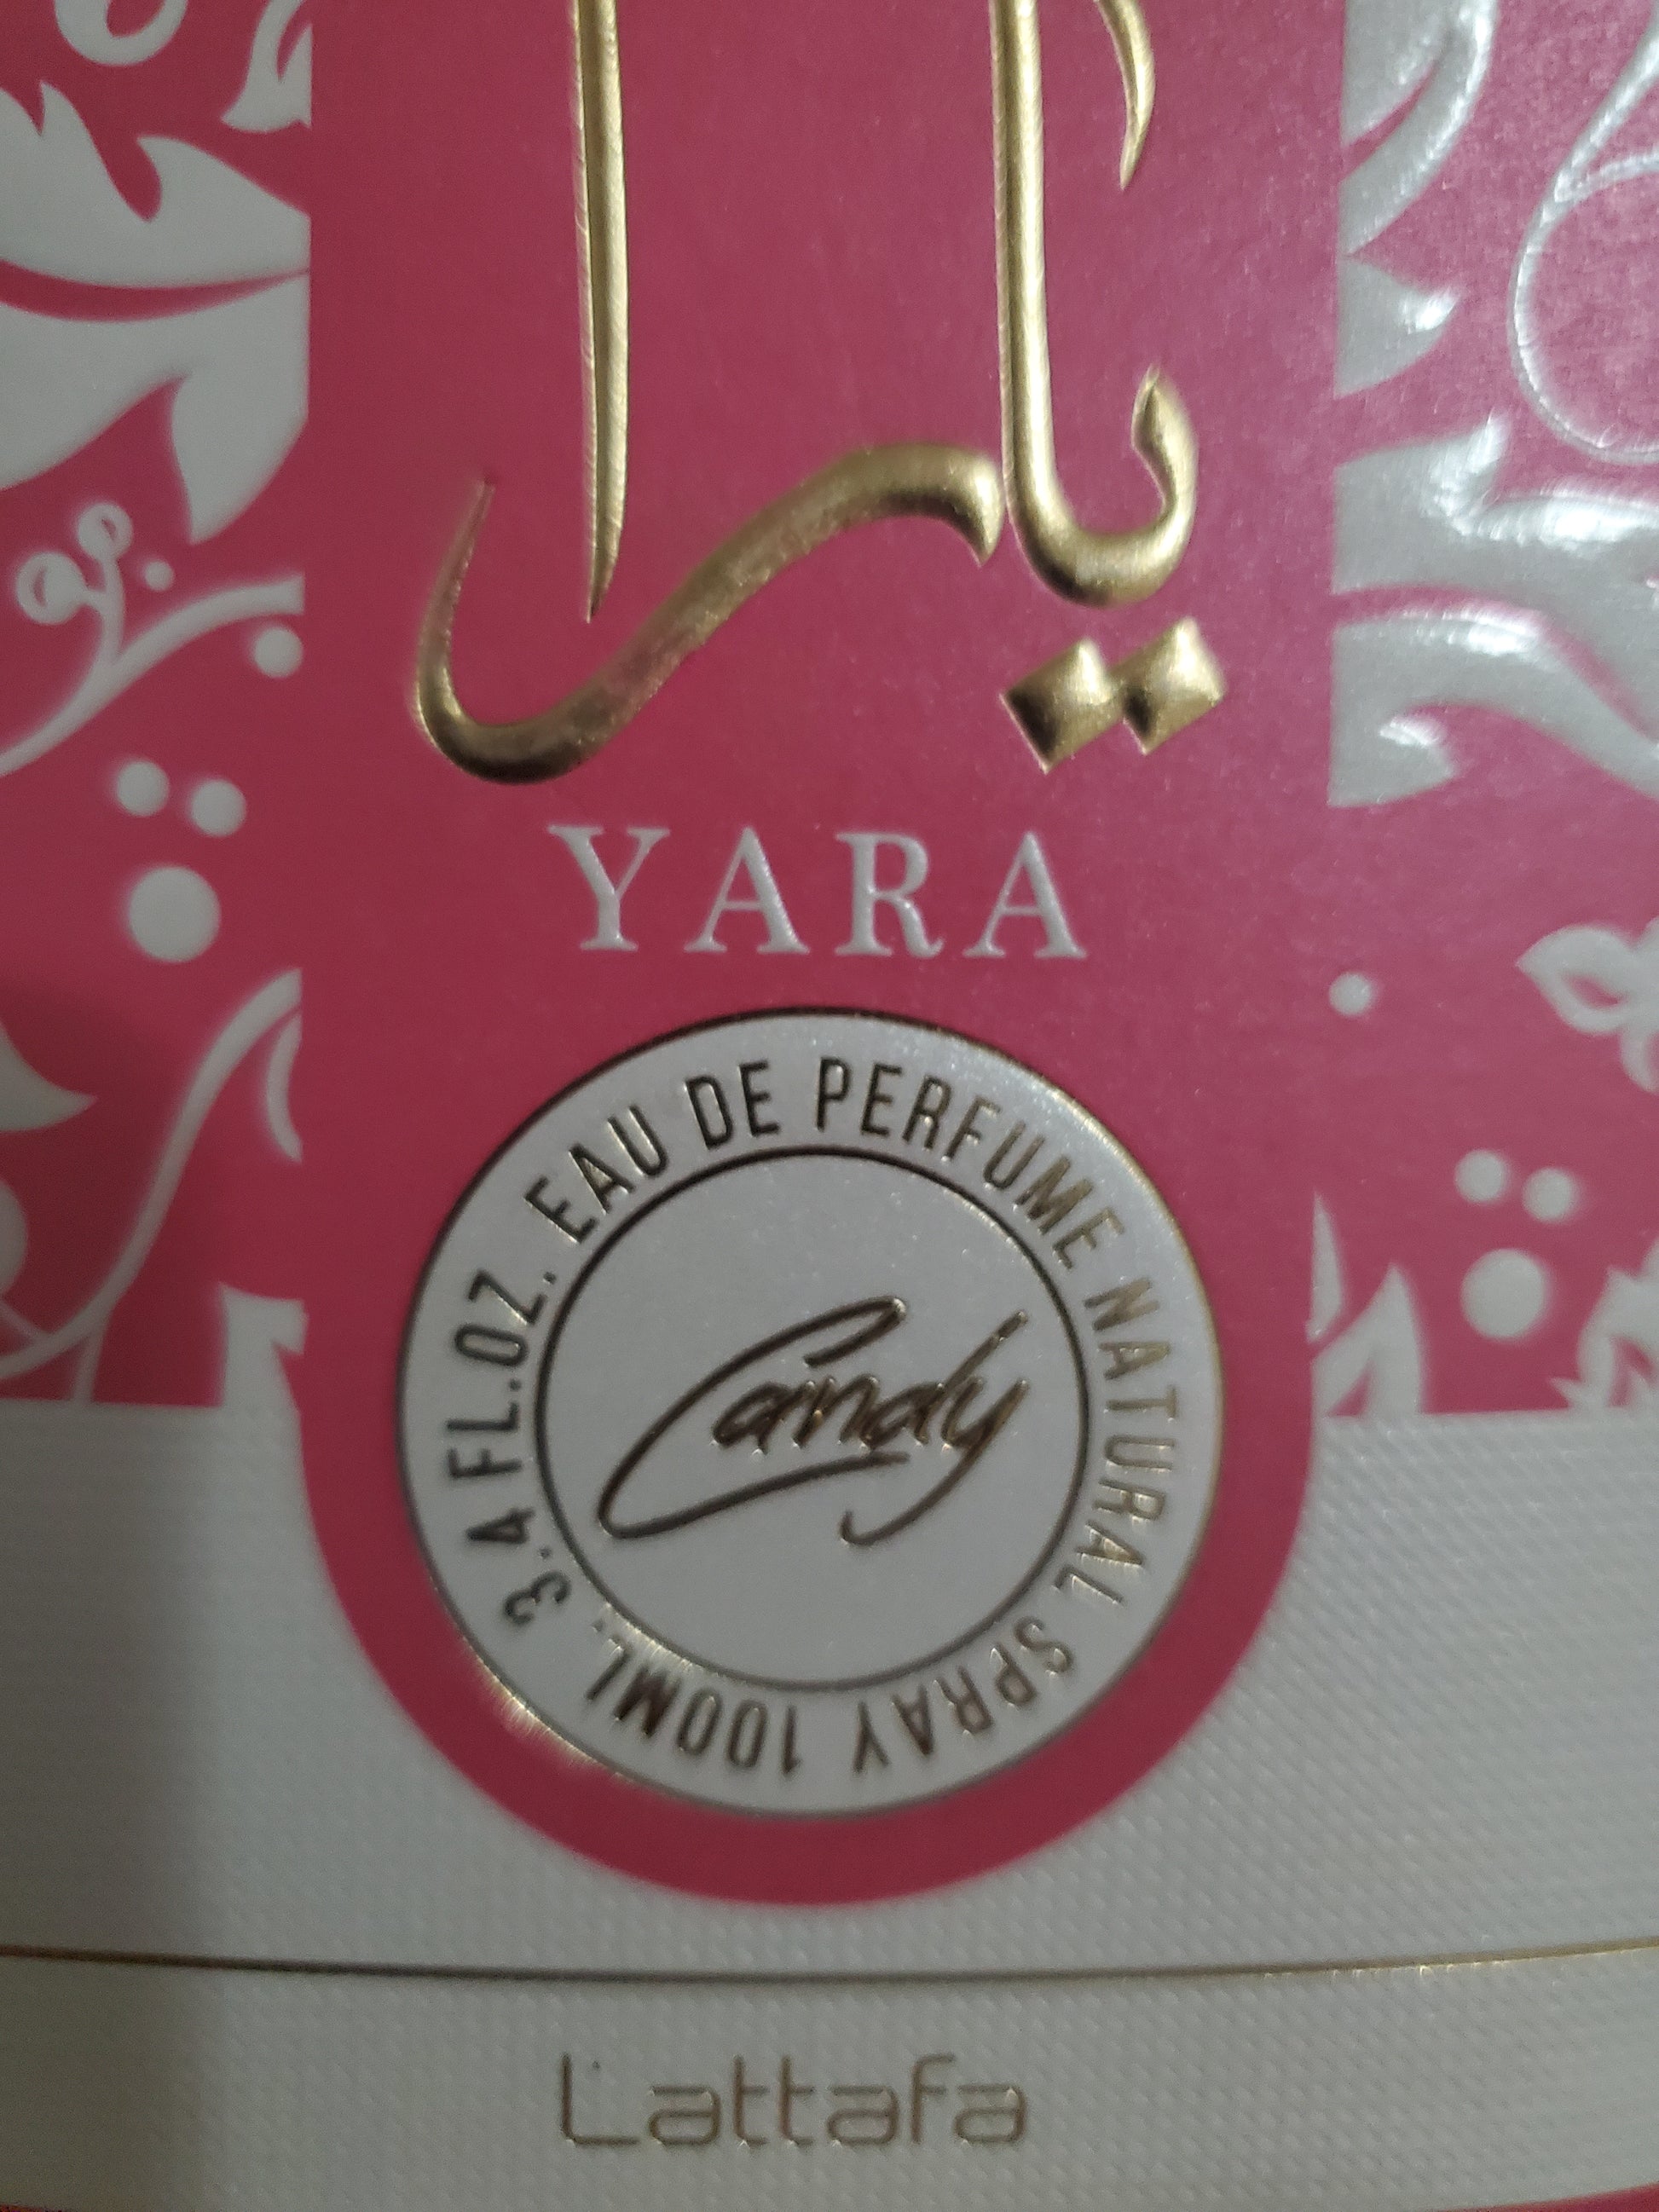 يارا
YARA
EAU DE PERFUME NATURAL SPRAY 100ML. 3.4 FL.OZ.
Candy
Lattafa